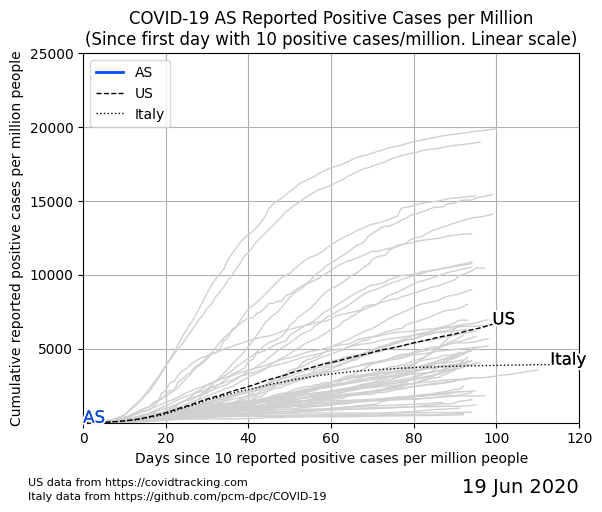 COVID-19 AS Reported Positive Cases per Million
(Since first day with 10 positive cases/million. Linear scale)
Cumulative reported positive cases per million people
25000
20000
15000
10000
5000
0
AS
US
Italy
US
Italy
AS
0 20 40 60 80 100 120
Days since 10 reported positive cases per million people
US data from https://covidtracking.com
Italy data from https://github.com/pcm-dpc/COVID-19
19 Jun 2020